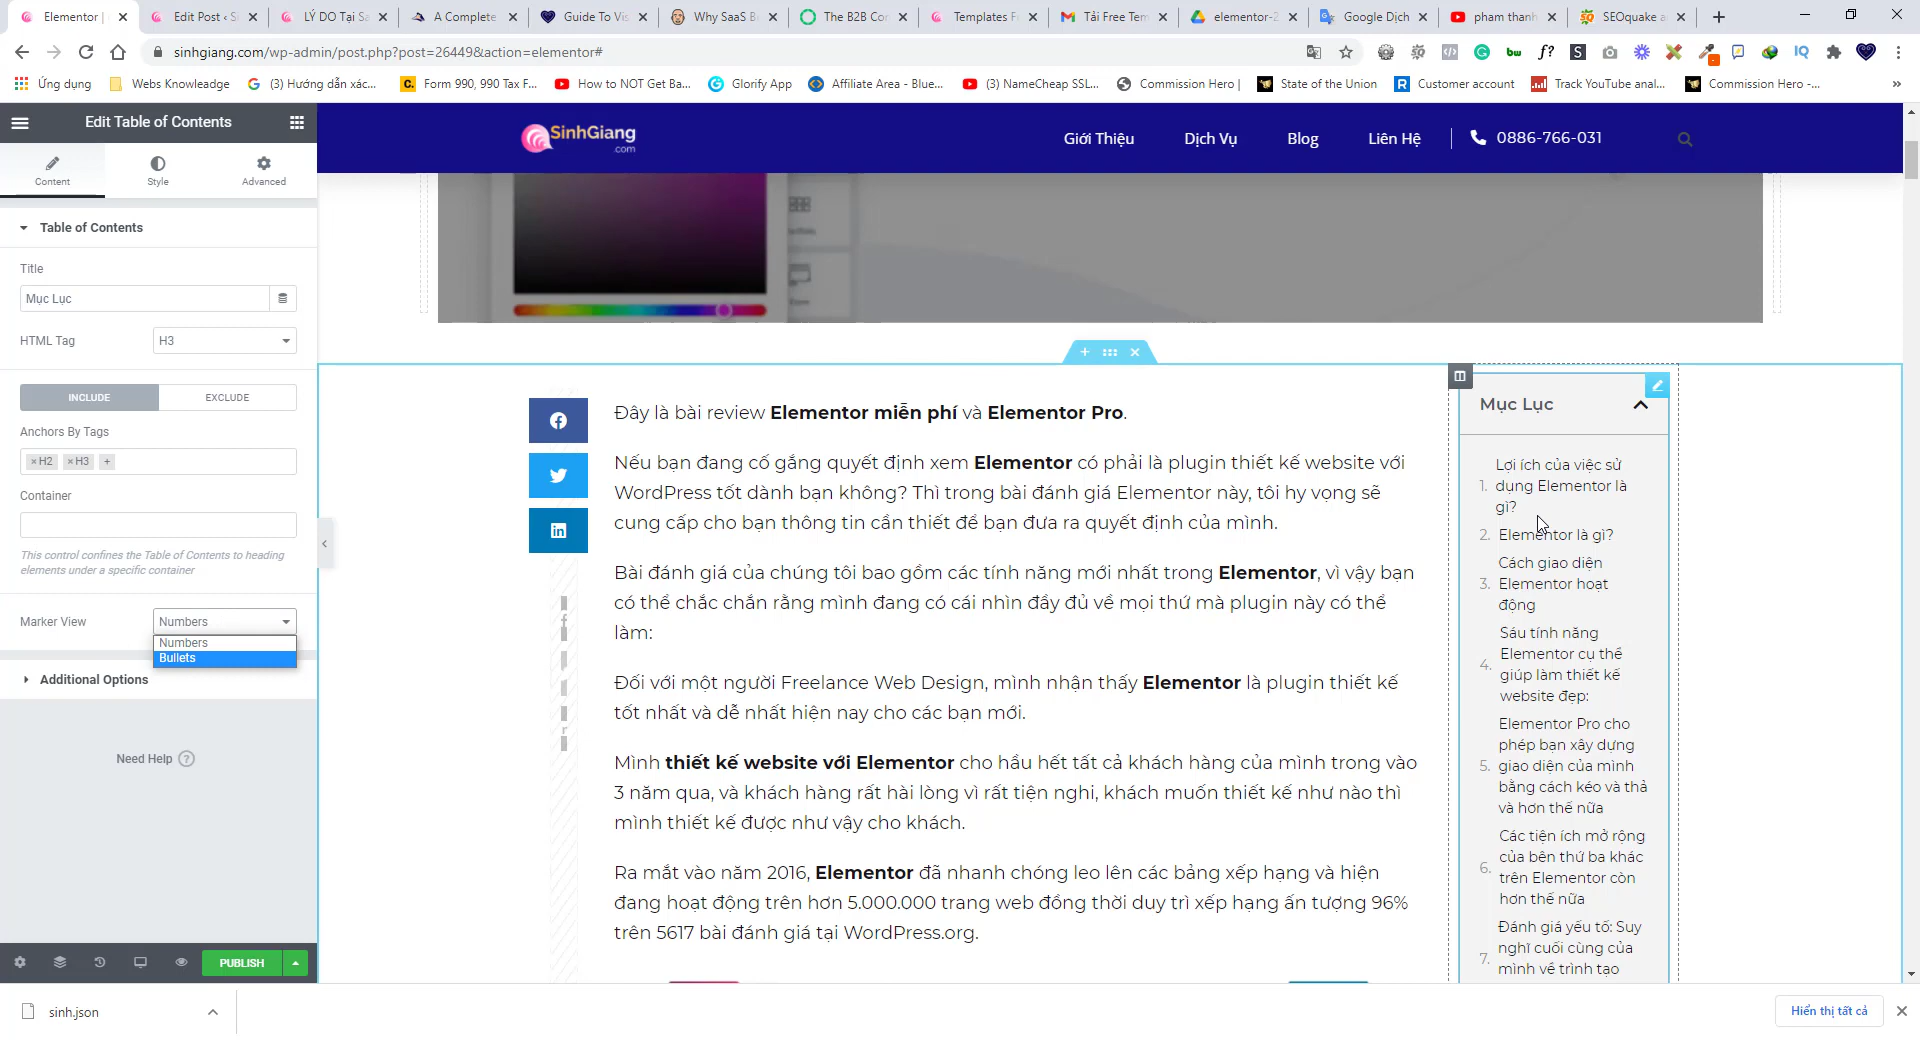 Elementor |
Edit Post ‹ S
LÝ DO Tại Sa
A Complete
Guide To Vis
Why SaaS B
The B2B Cor
Templates F
Tải Free Tem
elementor-2
Google Dịch
pham thanh
SEOquake a
sinhgiang.com/wp-admin/post.php?post=26449&action=elementor#
Ứng dụng
Webs Knowleadge
(3) Hướng dẫn xác...
Form 990, 990 Tax F...
How to NOT Get Ba...
Glorify App
Affiliate Area - Blue...
(3) NameCheap SSL...
Commission Hero |
State of the Union
Customer account
Track YouTube anal...
Commission Hero -...
Edit Table of Contents
Content
Style
Advanced
Table of Contents
Title
Mục Lục
HTML Tag
H3
INCLUDE
EXCLUDE
Anchors By Tags
× H2
× H3
+
Container
This control confines the Table of Contents to heading
elements under a specific container
Marker View
Numbers
Numbers
Bullets
Additional Options
Need Help ?
PUBLISH
SinhGiang
.com
Giới Thiệu
Dịch Vụ
Blog
Liên Hệ
0886-766-031
Đây là bài review Elementor miễn phí và Elementor Pro.
Nếu bạn đang cố gắng quyết định xem Elementor có phải là plugin thiết kế website với
WordPress tốt dành bạn không? Thì trong bài đánh giá Elementor này, tôi hy vọng sẽ
cung cấp cho bạn thông tin cần thiết để bạn đưa ra quyết định của mình.
Bài đánh giá của chúng tôi bao gồm các tính năng mới nhất trong Elementor, vì vậy bạn
có thể chắc chắn rằng mình đang có cái nhìn đầy đủ về mọi thứ mà plugin này có thể
làm:
Đối với một người Freelance Web Design, mình nhận thấy Elementor là plugin thiết kế
tốt nhất và dễ nhất hiện nay cho các bạn mới.
Mình thiết kế website với Elementor cho hầu hết tất cả khách hàng của mình trong vào
3 năm qua, và khách hàng rất hài lòng vì rất tiện nghi, khách muốn thiết kế như nào thì
mình thiết kế được như vậy cho khách.
Ra mắt vào năm 2016, Elementor đã nhanh chóng leo lên các bảng xếp hạng và hiện
đang hoạt động trên hơn 5.000.000 trang web đồng thời duy trì xếp hạng ấn tượng 96%
trên 5617 bài đánh giá tại WordPress.org.
Mục Lục
Lợi ích của việc sử
1. dụng Elementor là
gì?
2. Elementor là gì?
Cách giao diện
3. Elementor hoạt
động
Sáu tính năng
Elementor cụ thể
4. giúp làm thiết kế
website đẹp:
Elementor Pro cho
phép bạn xây dựng
5. giao diện của mình
bằng cách kéo và thả
và hơn thế nữa
Các tiện ích mở rộng
của bên thứ ba khác
6. trên Elementor còn
hơn thế nữa
Đánh giá yếu tố: Suy
nghĩ cuối cùng của
7. mình về trình tạo
sinh.json
Hiển thị tất cả